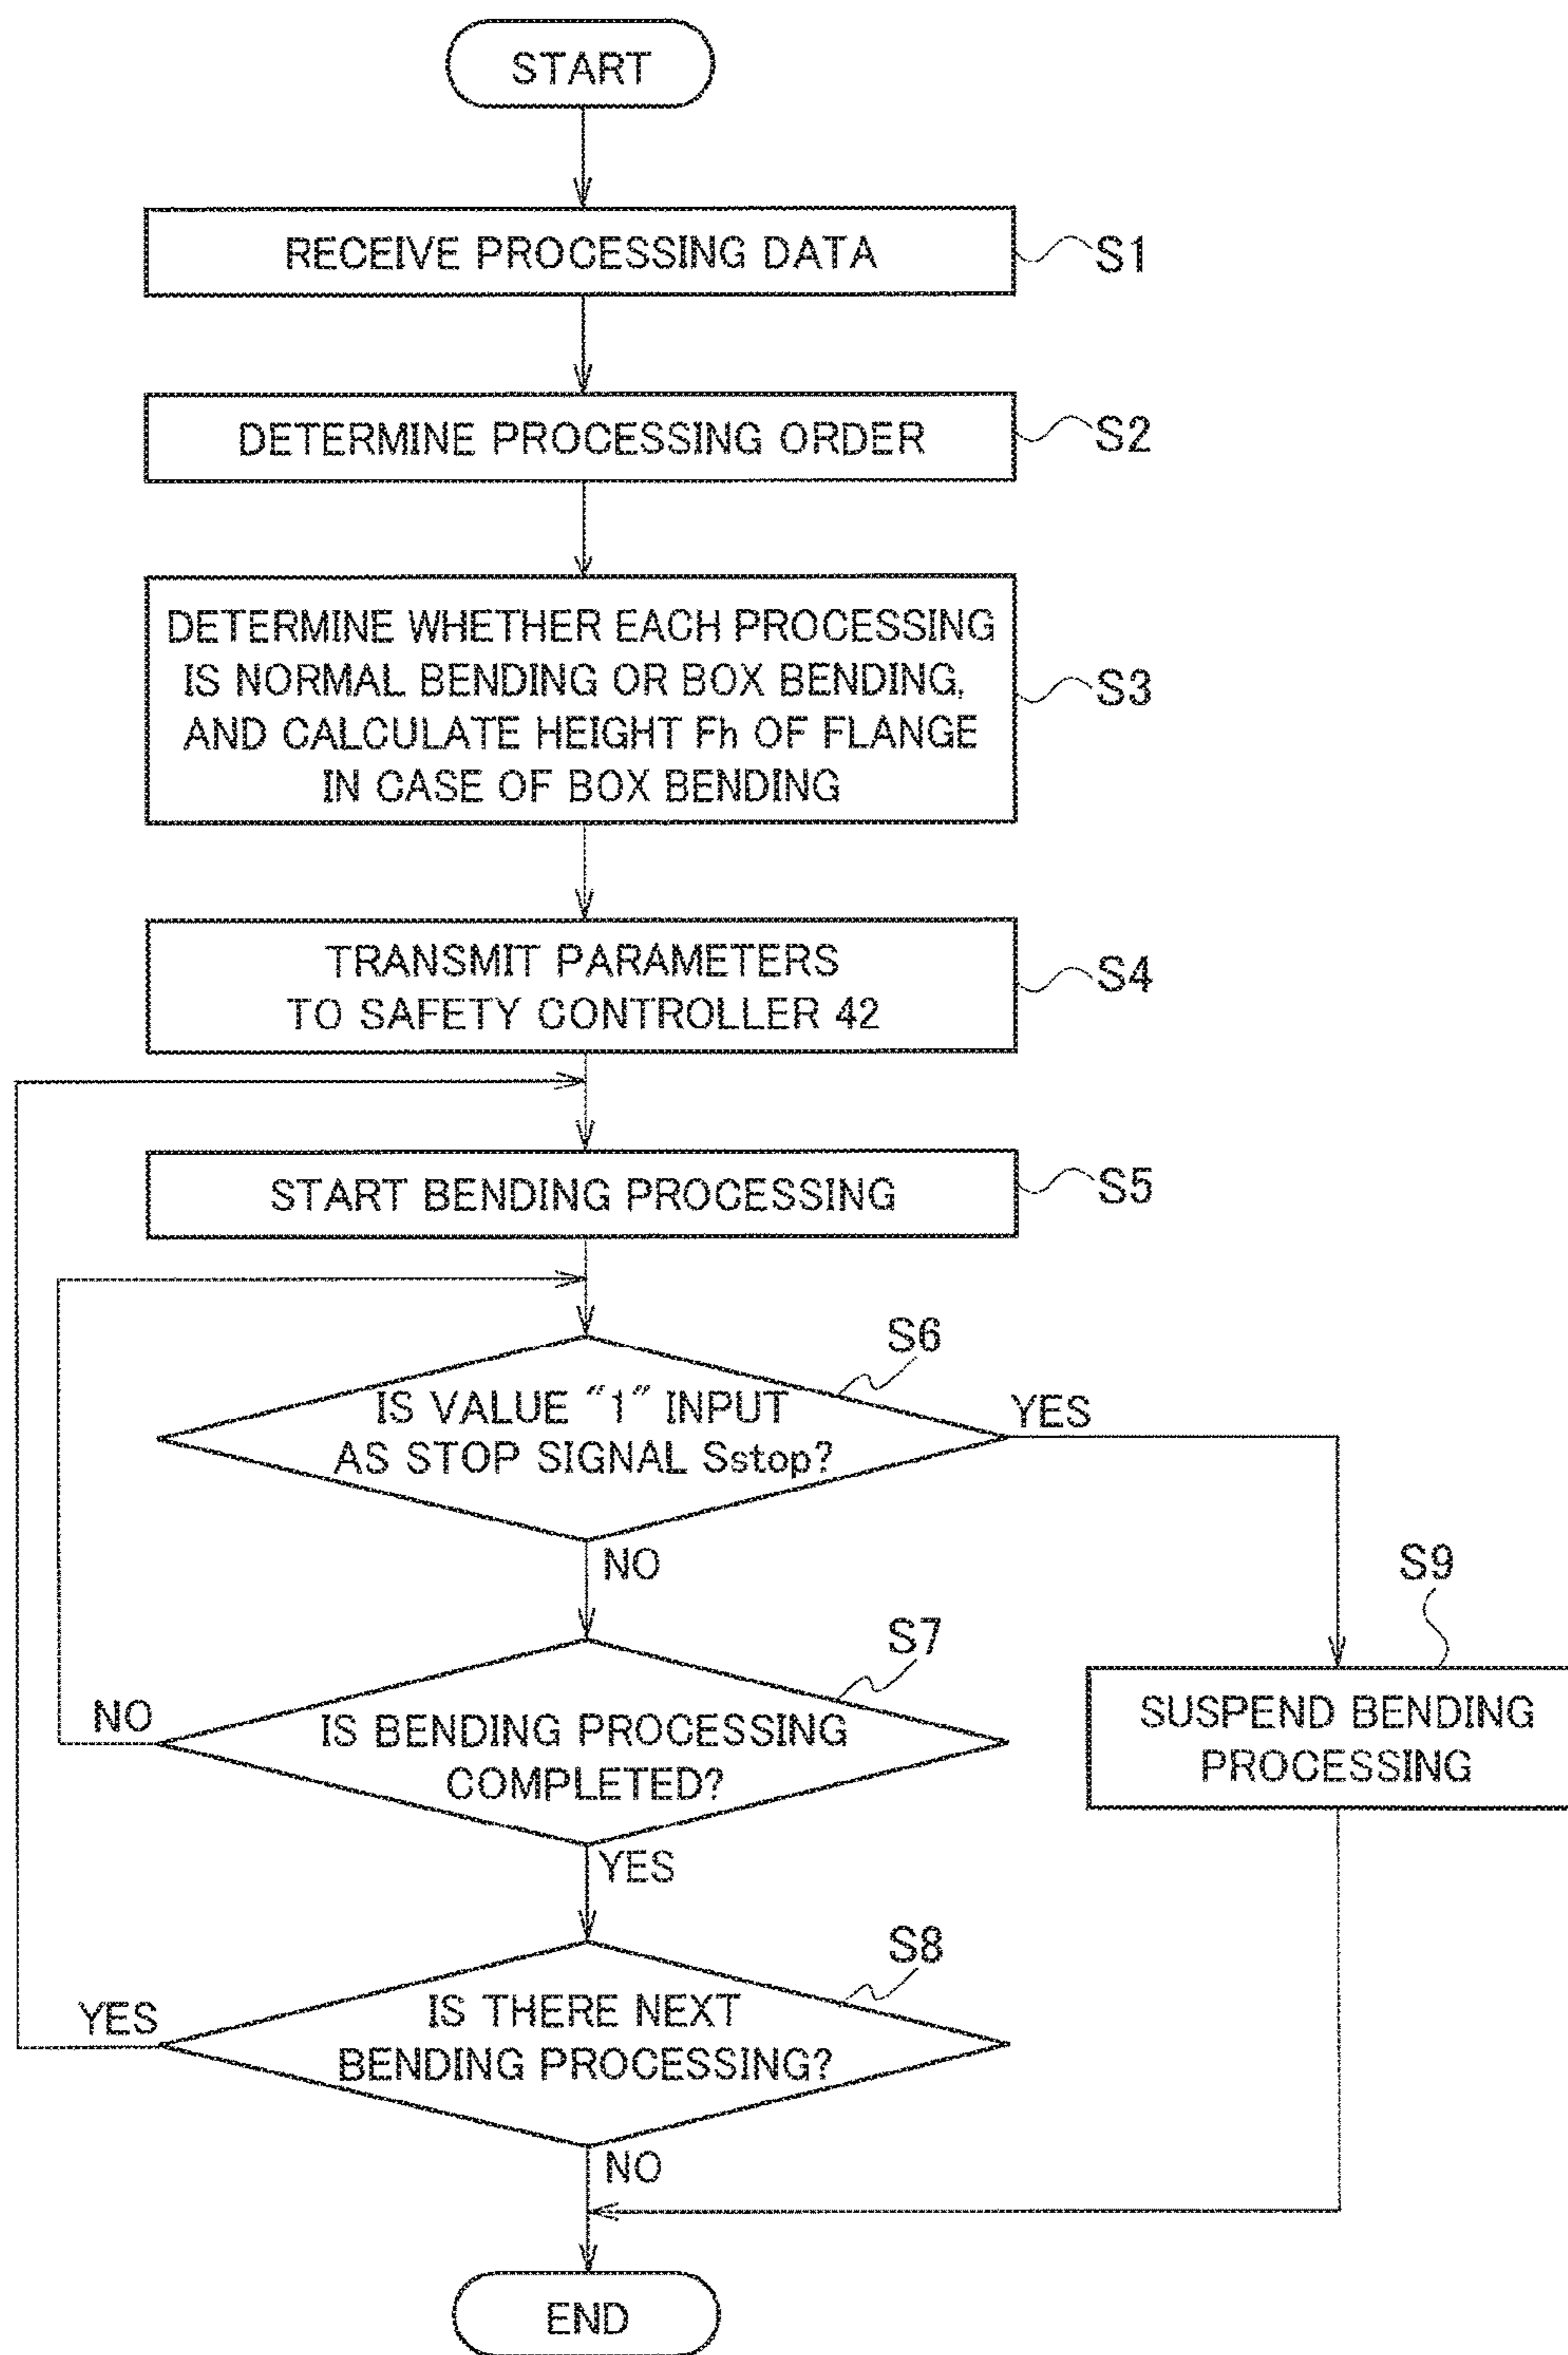 START
RECEIVE PROCESSING DATA
S1
DETERMINE PROCESSING ORDER
S2
DETERMINE WHETHER EACH PROCESSING
IS NORMAL BENDING OR BOX BENDING,
AND CALCULATE HEIGHT Fh OF FLANGE
IN CASE OF BOX BENDING
S3
TRANSMIT PARAMETERS
TO SAFETY CONTROLLER 42
S4
START BENDING PROCESSING
S5
S6
IS VALUE "1" INPUT
AS STOP SIGNAL Sstop?
YES
NO
S9
SUSPEND BENDING
PROCESSING
S7
IS BENDING PROCESSING
COMPLETED?
NO
YES
S8
IS THERE NEXT
BENDING PROCESSING?
YES
NO
END